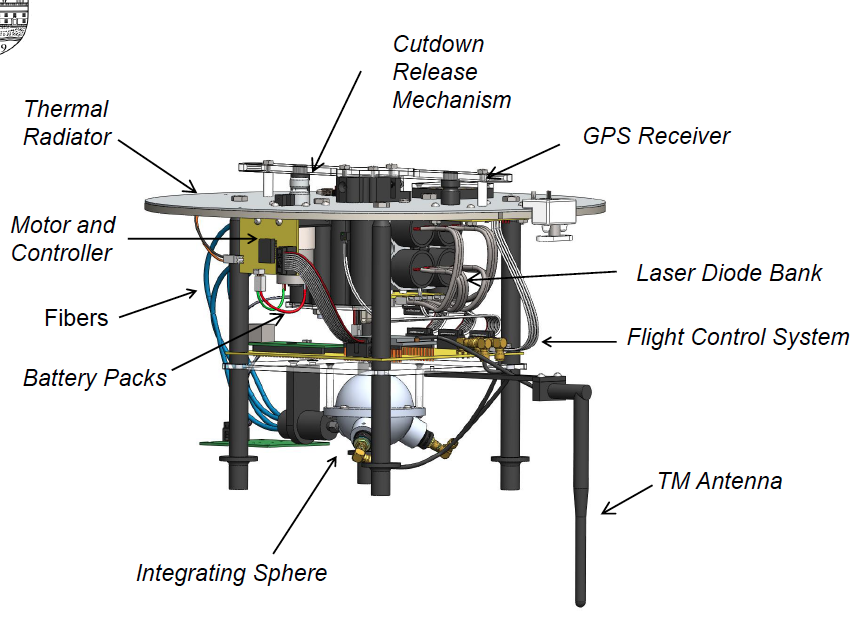 9
Cutdown
Release
Mechanism
Thermal
Radiator
GPS Receiver
Motor and
Controller
Laser Diode Bank
Fibers
Flight Control System
Battery Packs
TM Antenna
Integrating Sphere